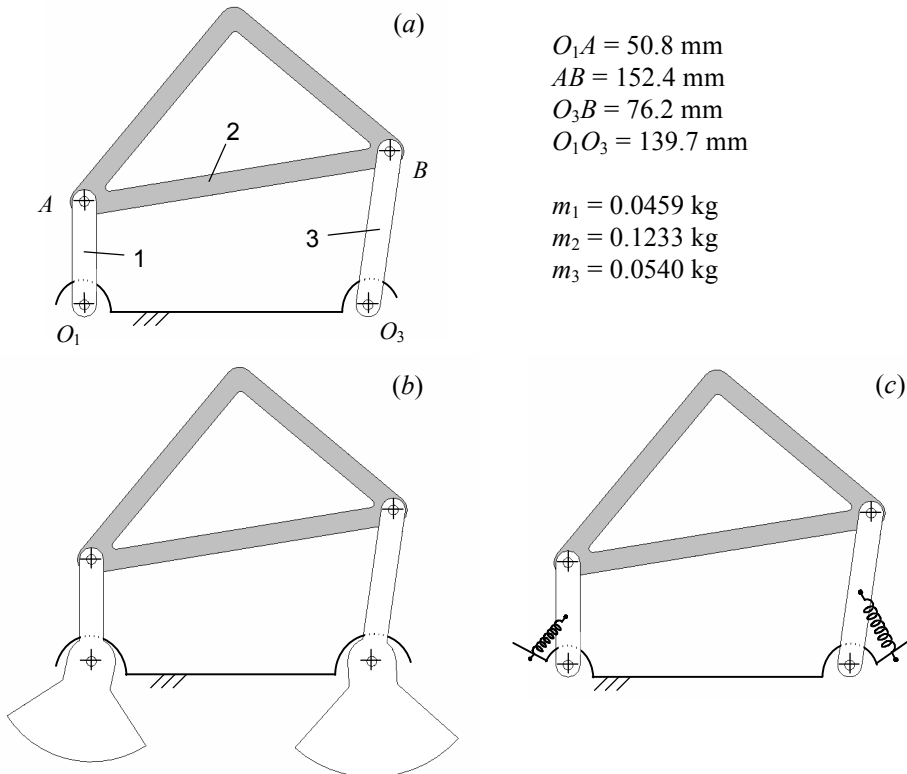 (a)
O₁A = 50.8 mm
AB = 152.4 mm
O₃B = 76.2 mm
O₁O₃ = 139.7 mm
m₁ = 0.0459 kg
m₂ = 0.1233 kg
m₃ = 0.0540 kg
2
A
B
1
3
O₁
O₃
(b)
(c)